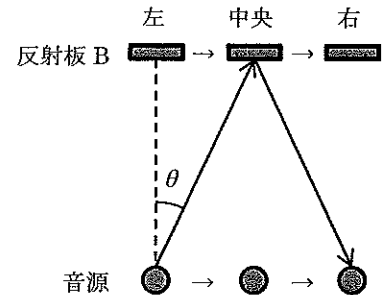 左 中央 右
反射板 B → →
θ
音源 → →